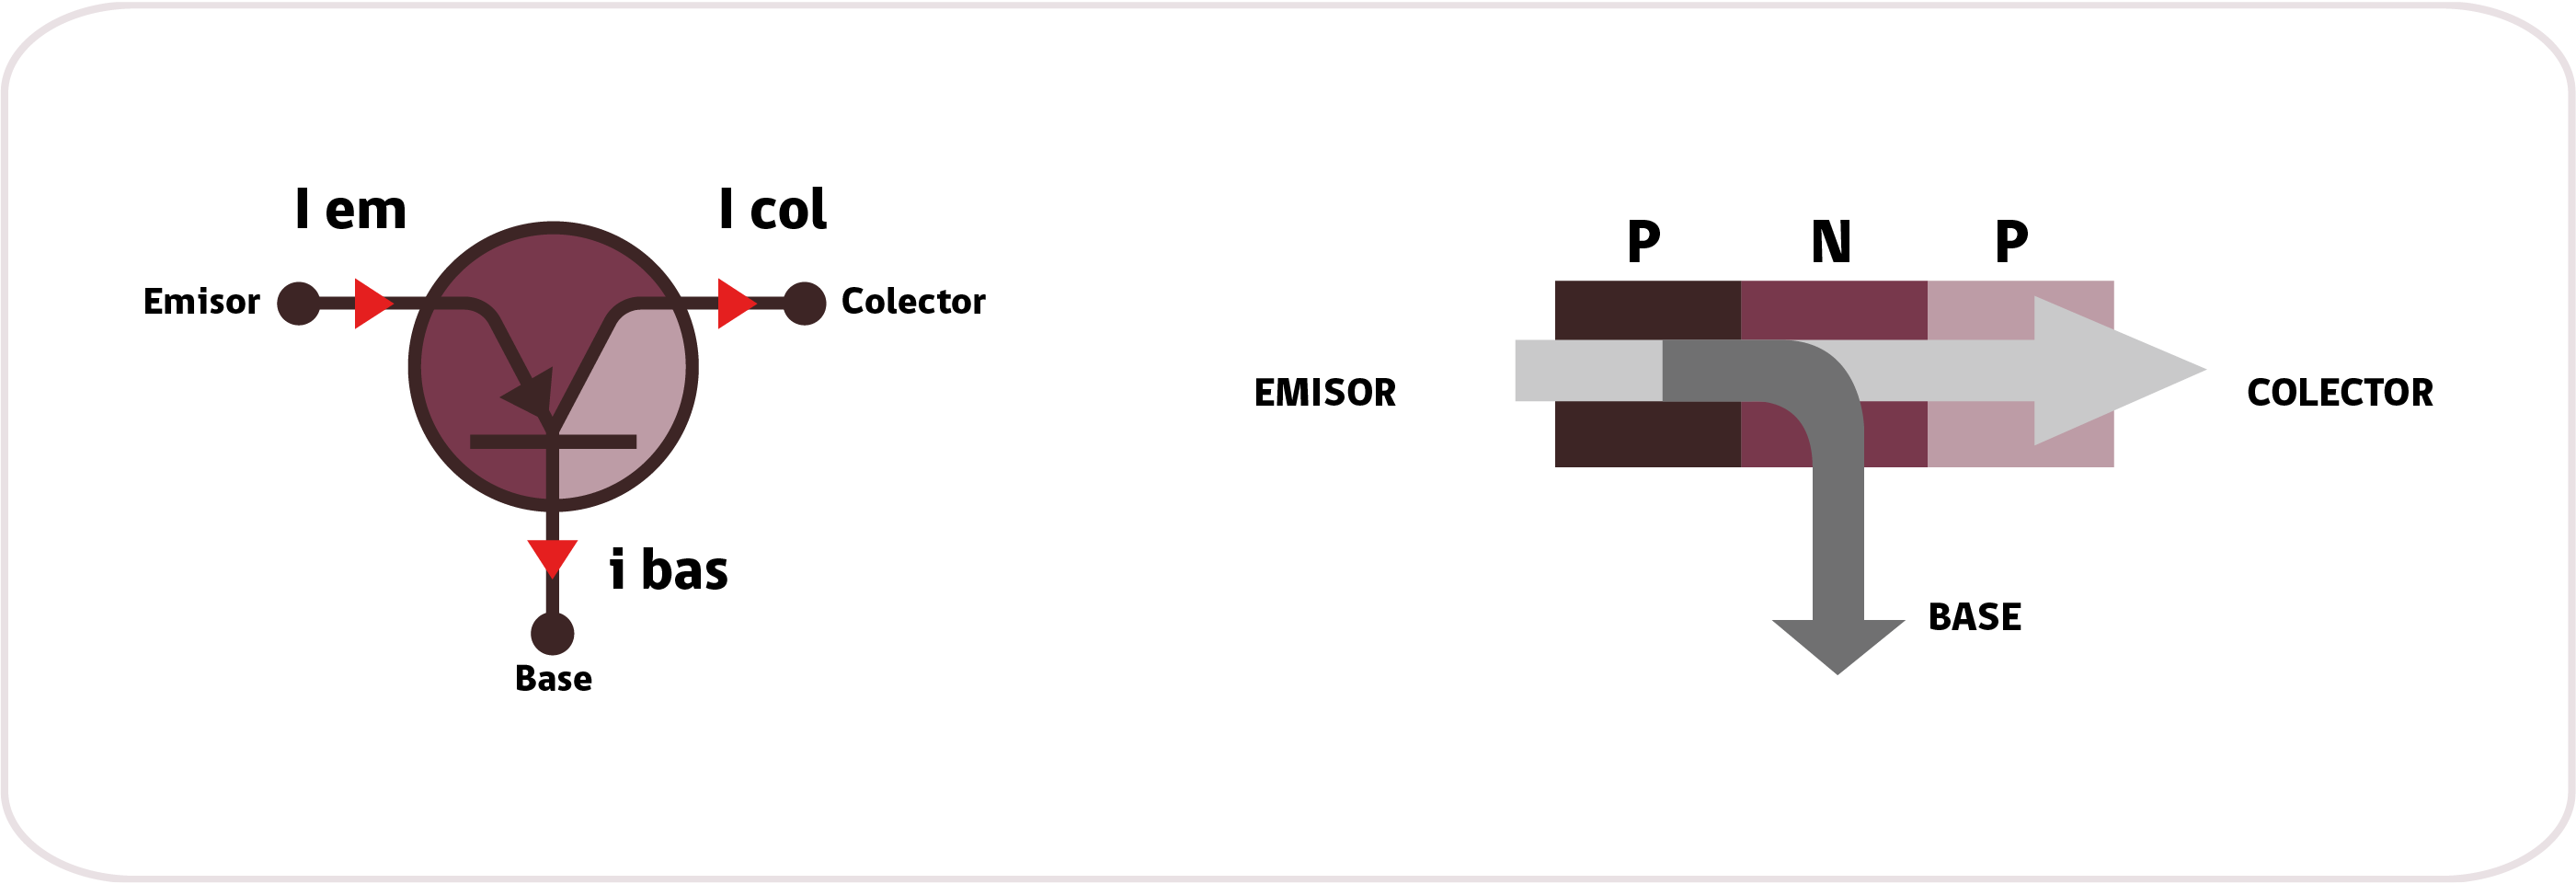 I em
I col
Emisor
Colector
i bas
Base
P N P
EMISOR
COLECTOR
BASE